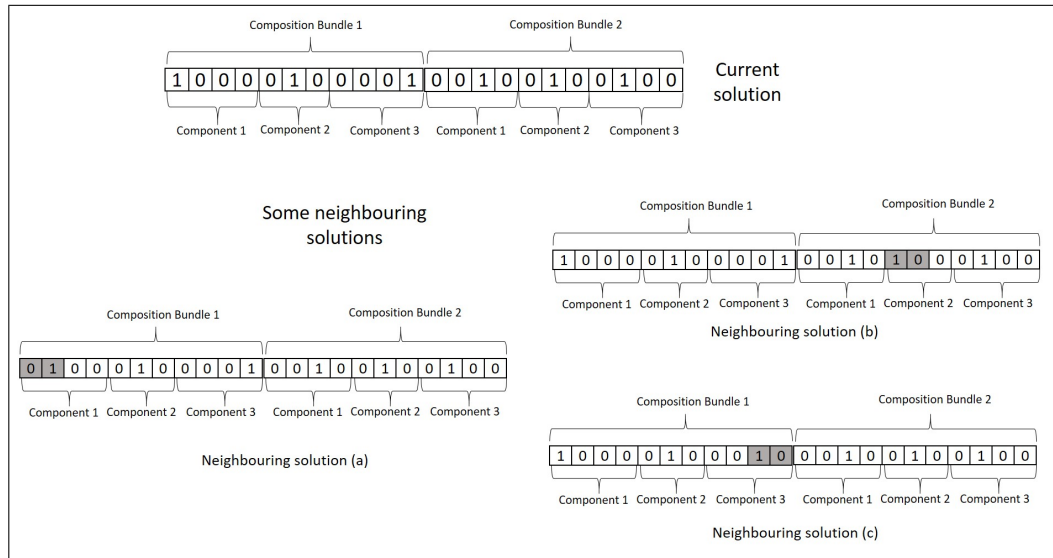 Composition Bundle 1 Composition Bundle 2
1 0 0 0 0 1 0 0 0 0 1 0 0 1 0 0 1 0 0 1 0 0
Current
solution
Component 1 Component 2 Component 3 Component 1 Component 2 Component 3
Some neighbouring
solutions
Composition Bundle 1 Composition Bundle 2
1 0 0 0 0 1 0 0 0 0 1 0 0 1 0 1 0 0 0 1 0 0
Component 1 Component 2 Component 3 Component 1 Component 2 Component 3
Neighbouring solution (b)
Composition Bundle 1 Composition Bundle 2
0 1 0 0 0 1 0 0 0 0 1 0 0 1 0 0 1 0 0 1 0 0
Component 1 Component 2 Component 3 Component 1 Component 2 Component 3
Neighbouring solution (a)
Composition Bundle 1 Composition Bundle 2
1 0 0 0 0 1 0 0 0 1 0 0 0 1 0 0 1 0 0 1 0 0
Component 1 Component 2 Component 3 Component 1 Component 2 Component 3
Neighbouring solution (c)